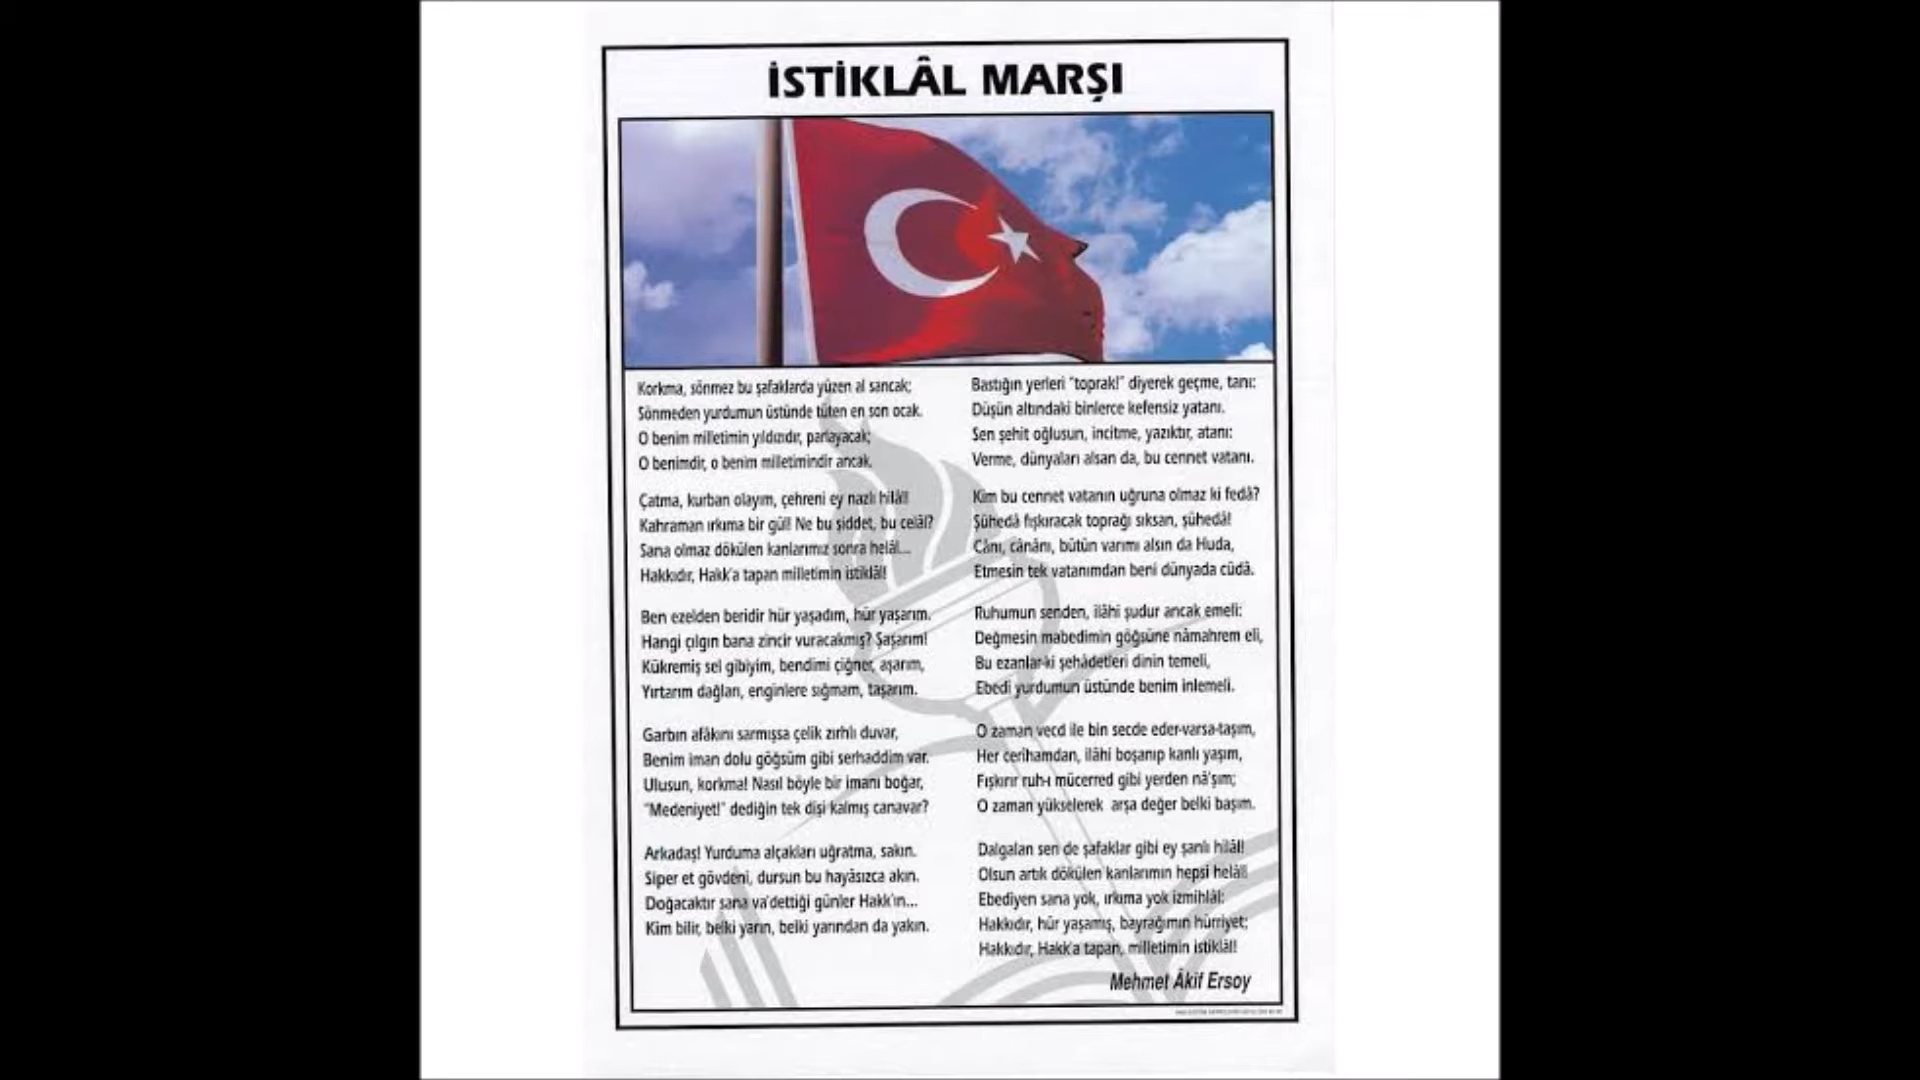 İSTİKLÂL MARŞI
Korkma, sönmez bu şafaklarda yüzen al sancak;
Sönmeden yurdumun üstünde tüten en son ocak.
O benim milletimin yıldızıdır, parlayacak;
O benimdir, o benim milletimindir ancak.
Çatma, kurban olayım, çehreni ey nazlı hilâl!
Kahraman ırkıma bir gül! Ne bu şiddet, bu celâl?
Sana olmaz dökülen kanlarımız sonra helâl...
Hakkıdır, Hakk'a tapan milletimin istiklâl!
Ben ezelden beridir hür yaşadım, hür yaşarım.
Hangi çılgın bana zincir vuracakmış? Şaşarım!
Kükremiş sel gibiyim, bendimi çiğner, aşarım,
Yırtarım dağları, enginlere sığmam, taşarım.
Garbın afâkını sarmışsa çelik zırhlı duvar,
Benim iman dolu göğsüm gibi serhaddim var.
Ulusun, korkma! Nasıl böyle bir imanı boğar,
"Medeniyet!" dediğin tek dişi kalmış canavar?
Arkadaş! Yurduma alçakları uğratma, sakın.
Siper et gövdeni, dursun bu hayâsızca akın.
Doğacaktır sana va'dettiği günler Hakk'ın...
Kim bilir, belki yarın, belki yarından da yakın.
Bastığın yerleri "toprak!" diyerek geçme, tanı:
Düşün altındaki binlerce kefensiz yatanı.
Sen şehit oğlusun, incitme, yazıktır, atanı:
Verme, dünyaları alsan da, bu cennet vatanı.
Kim bu cennet vatanın uğruna olmaz ki fedâ?
Şühedâ fışkıracak toprağı sıksan, şühedâ!
Cânı, cânânı, bütün varımı alsın da Huda,
Etmesin tek vatanımdan beni dünyada cüdâ.
Ruhumun senden, ilâhi şudur ancak emeli:
Değmesin mabedimin göğsüne nâmahrem eli,
Bu ezanlar-ki şehâdetleri dinin temeli,
Ebedi yurdumun üstünde benim inlemeli.
O zaman vecd ile bin secde eder-varsa-taşım,
Her cerihamdan, ilâhi boşanıp kanlı yaşım,
Fışkırır ruh-ı mücerred gibi yerden nâ'şım;
O zaman yükselerek arşa değer belki başım.
Dalgalan sen de şafaklar gibi ey şanlı hilâl!
Olsun artık dökülen kanlarımın hepsi helâl!
Ebediyen sana yok, ırkıma yok izmihlâl:
Hakkıdır, hür yaşamış, bayrağımın hürriyet;
Hakkıdır, Hakk'a tapan, milletimin istiklâl!
Mehmet Âkif Ersoy